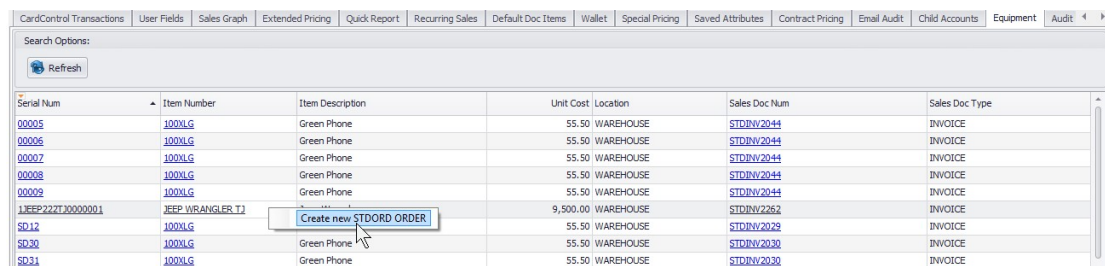 CardControl Transactions User Fields Sales Graph Extended Pricing Quick Report Recurring Sales Default Doc Items Wallet Special Pricing Saved Attributes Contract Pricing Email Audit Child Accounts Equipment Audit
Search Options:
Refresh
Serial Num Item Number Item Description Unit Cost Location Sales Doc Num Sales Doc Type
00005 100XLG Green Phone 55.50 WAREHOUSE STDINV2044 INVOICE
00006 100XLG Green Phone 55.50 WAREHOUSE STDINV2044 INVOICE
00007 100XLG Green Phone 55.50 WAREHOUSE STDINV2044 INVOICE
00008 100XLG Green Phone 55.50 WAREHOUSE STDINV2044 INVOICE
00009 100XLG Green Phone 55.50 WAREHOUSE STDINV2044 INVOICE
1JEEP222TJ0000001 JEEP WRANGLER TJ 9,500.00 WAREHOUSE STDINV2262 INVOICE
Create new STDORD ORDER
SD12 100XLG 55.50 WAREHOUSE STDINV2029 INVOICE
SD30 100XLG Green Phone 55.50 WAREHOUSE STDINV2030 INVOICE
SD31 100XLG Green Phone 55.50 WAREHOUSE STDINV2030 INVOICE